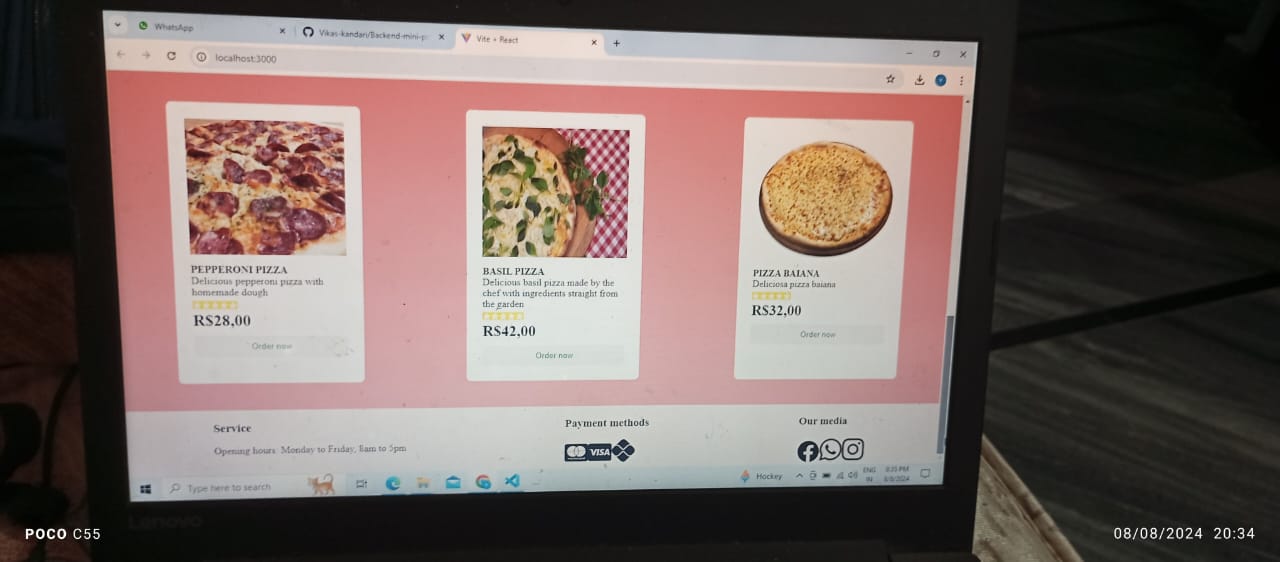 WhatsApp
Vikas-kandari/Backend-mini-p
Vite + React
localhost:3000
PEPPERONI PIZZA
Delicious pepperoni pizza with
homemade dough
R$28,00
Order now
BASIL PIZZA
Delicious basil pizza made by the
chef with ingredients straight from
the garden
R$42,00
Order now
PIZZA BAIANA
Deliciosa pizza baiana
R$32,00
Order now
Service
Opening hours: Monday to Friday, 8am to 5pm
Payment methods
VISA
Our media
Type here to search
Hockey
ENG
IN
8:35 PM
8/8/2024
Lenovo
POCO C55
08/08/2024 20:34